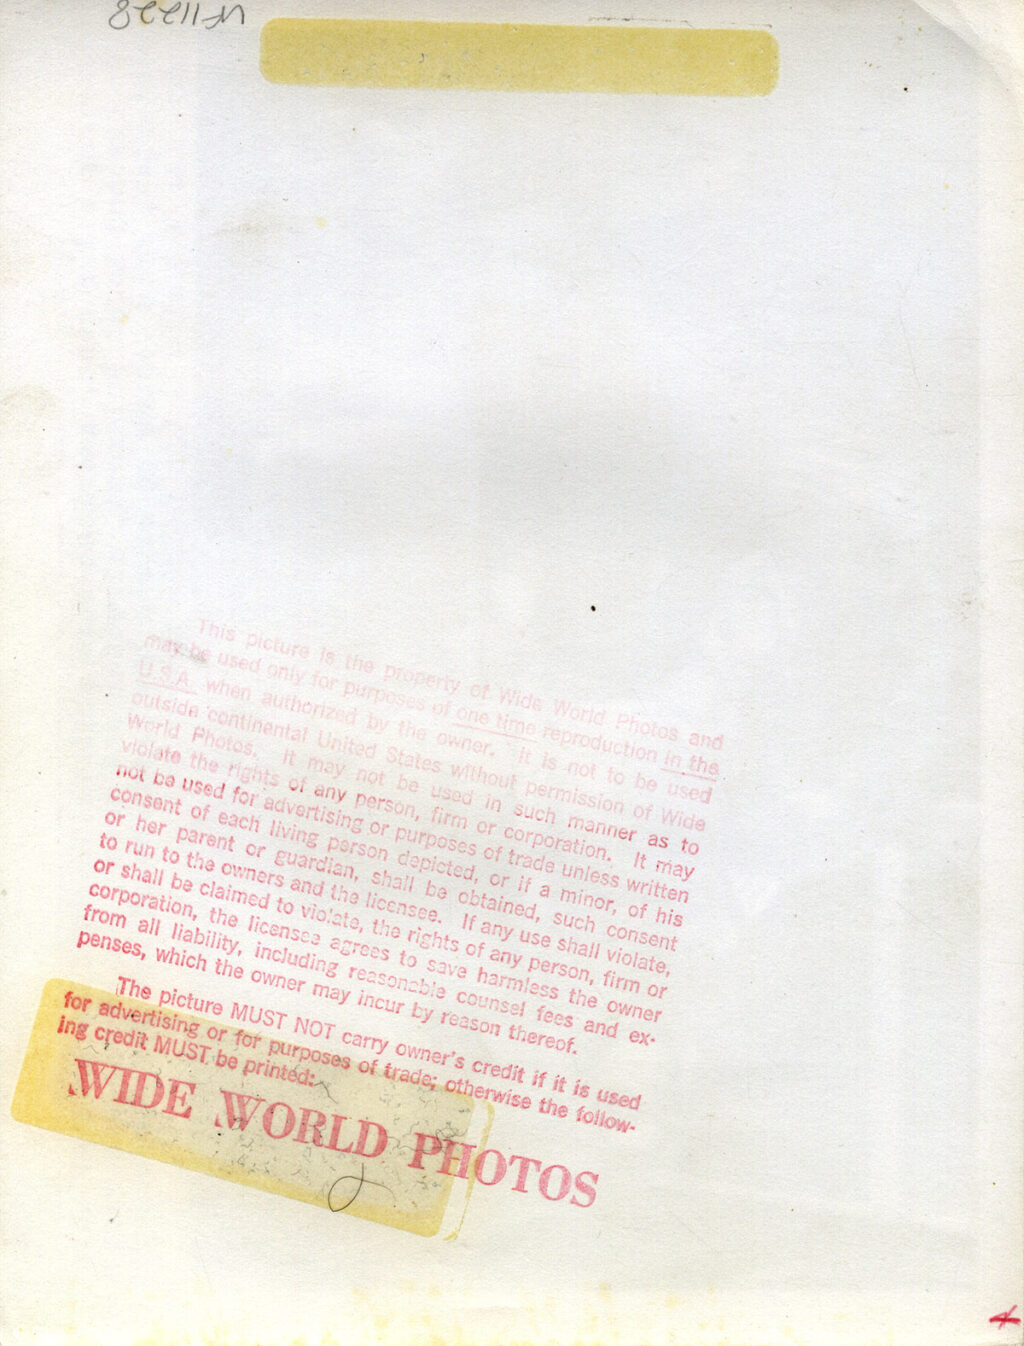 This picture is the property of Wide World Photos and
may be used only for purposes of one time reproduction in the
U.S.A. when authorized by the owner. It is not to be used
outside continental United States without permission of Wide
World Photos. It may not be used in such manner as to
violate the rights of any person, firm or corporation. It may
not be used for advertising or purposes of trade unless written
consent of each living person depicted, or if a minor, of his
or her parent or guardian, shall be obtained, such consent
to run to the owners and the licensee. If any use shall violate,
or shall be claimed to violate, the rights of any person, firm or
corporation, the licensee agrees to save harmless the owner
from all liability, including reasonable counsel fees and ex-
penses, which the owner may incur by reason thereof.
The picture MUST NOT carry owner's credit if it is used
for advertising or for purposes of trade; otherwise the follow-
ing credit MUST be printed:
WIDE WORLD PHOTOS